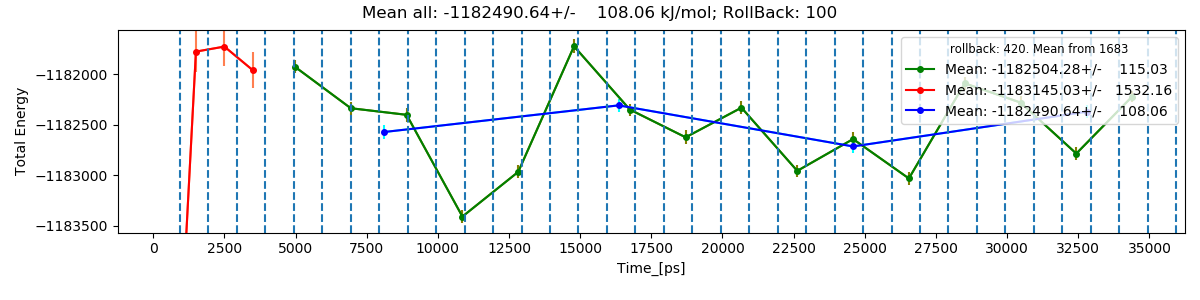 Mean all: -1182490.64+/-    108.06 kJ/mol; RollBack: 100
rollback: 420. Mean from 1683
Mean: -1182504.28+/-    115.03
Mean: -1183145.03+/-   1532.16
Mean: -1182490.64+/-    108.06
Total Energy
−1182000
−1182500
−1183000
−1183500
0 2500 5000 7500 10000 12500 15000 17500 20000 22500 25000 27500 30000 32500 35000
Time_[ps]